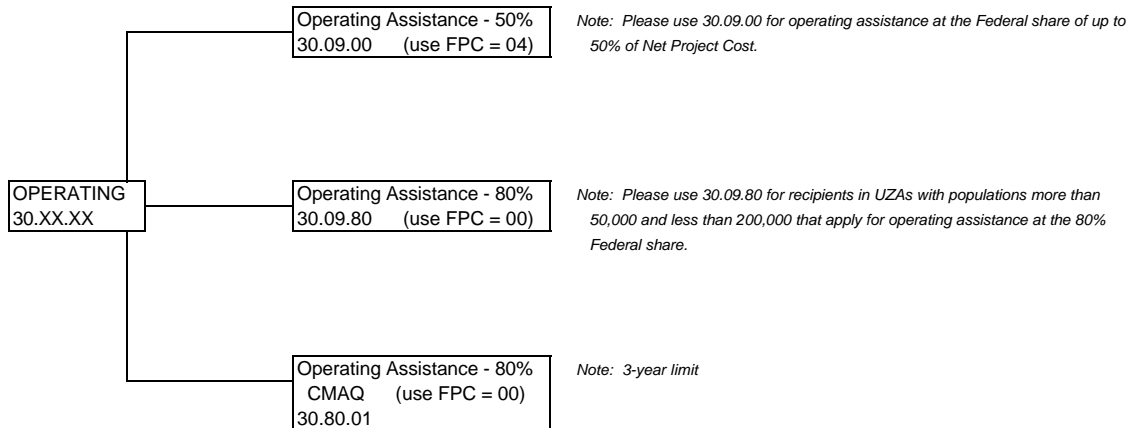 Operating Assistance - 50%
30.09.00 (use FPC = 04)
Note: Please use 30.09.00 for operating assistance at the Federal share of up to
50% of Net Project Cost.
OPERATING
30.XX.XX
Operating Assistance - 80%
30.09.80 (use FPC = 00)
Note: Please use 30.09.80 for recipients in UZAs with populations more than
50,000 and less than 200,000 that apply for operating assistance at the 80%
Federal share.
Operating Assistance - 80%
CMAQ (use FPC = 00)
30.80.01
Note: 3-year limit